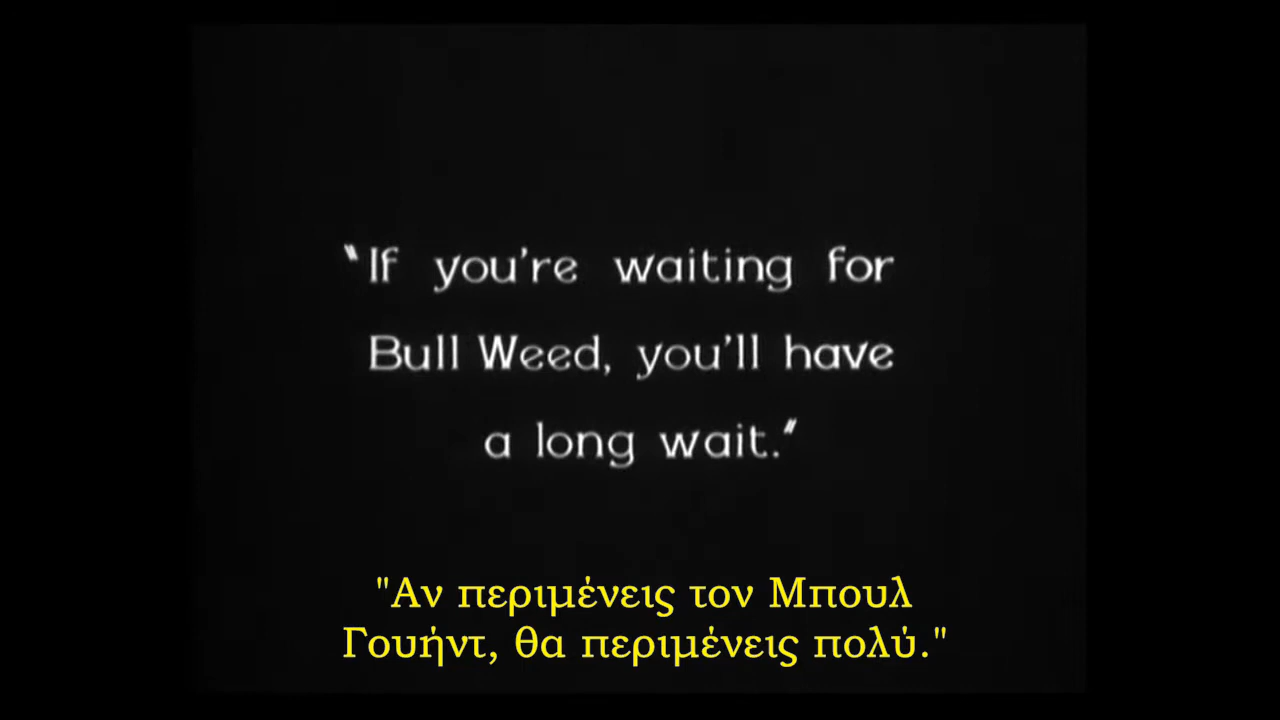 "If you're waiting for
Bull Weed, you'll have
a long wait."
"Αν περιμένεις τον Μπουλ
Γουήντ, θα περιμένεις πολύ."